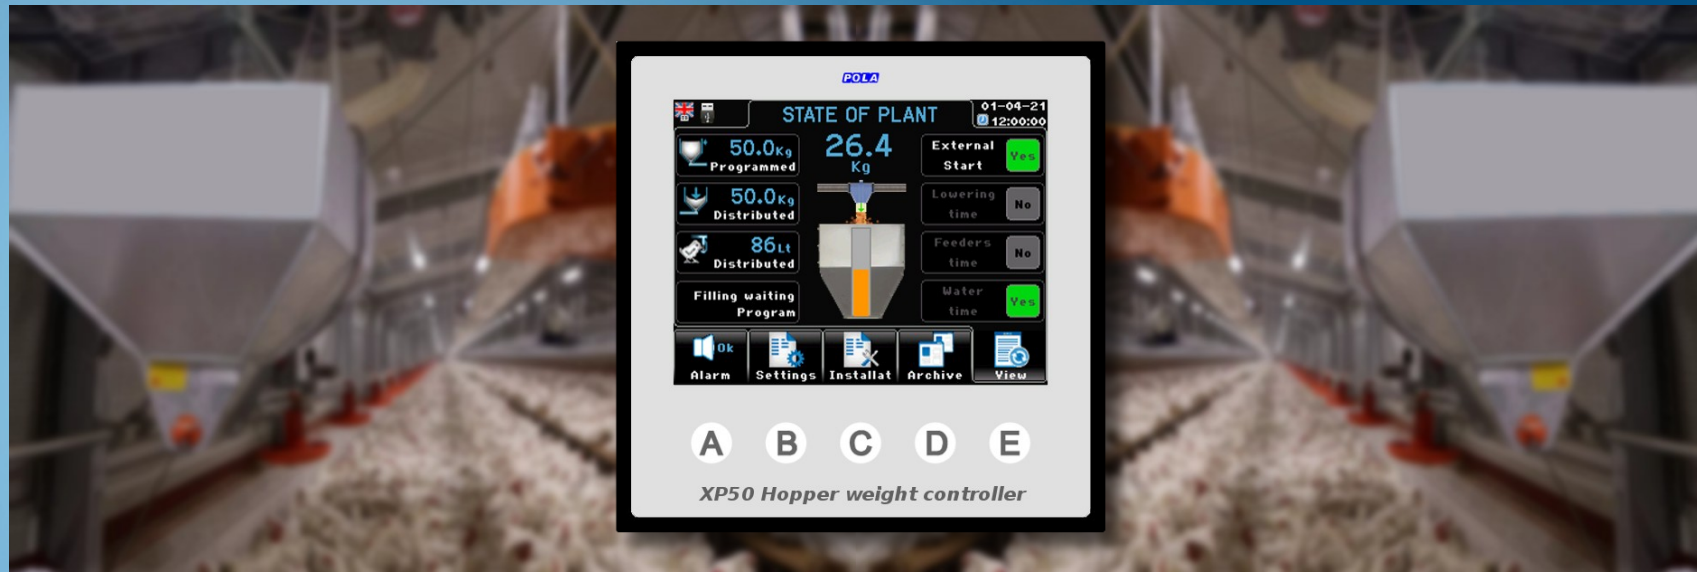 POLA
STATE OF PLANT
01-04-21
12:00:00
50.0Kg
Programmed
26.4
Kg
External
Start
Yes
50.0Kg
Distributed
Lowering
time
No
86Lt
Distributed
Feeders
time
No
Filling waiting
Program
Water
time
Yes
Ok
Alarm
Settings
Installat
Archive
View
A B C D E
XP50 Hopper weight controller